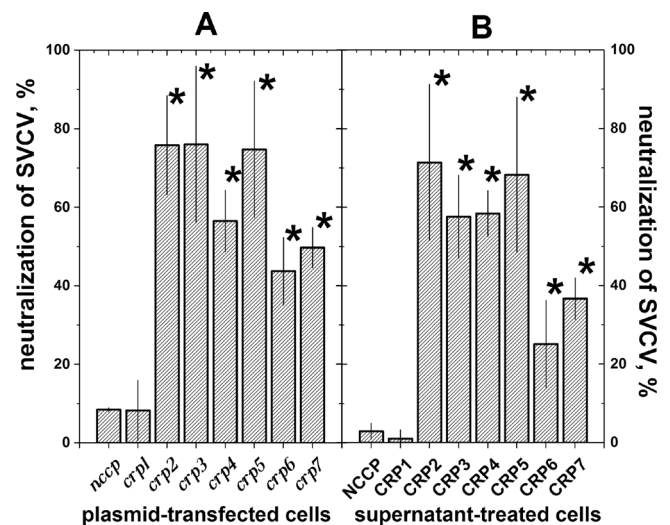 A
B
neutralization of SVCV, %
100
80
60
40
20
0
* * * * * *
nccp crp1 crp2 crp3 crp4 crp5 crp6 crp7
plasmid-transfected cells
* * * * * *
NCCP CRP1 CRP2 CRP3 CRP4 CRP5 CRP6 CRP7
supernatant-treated cells
100
80
60
40
20
0
neutralization of SVCV, %